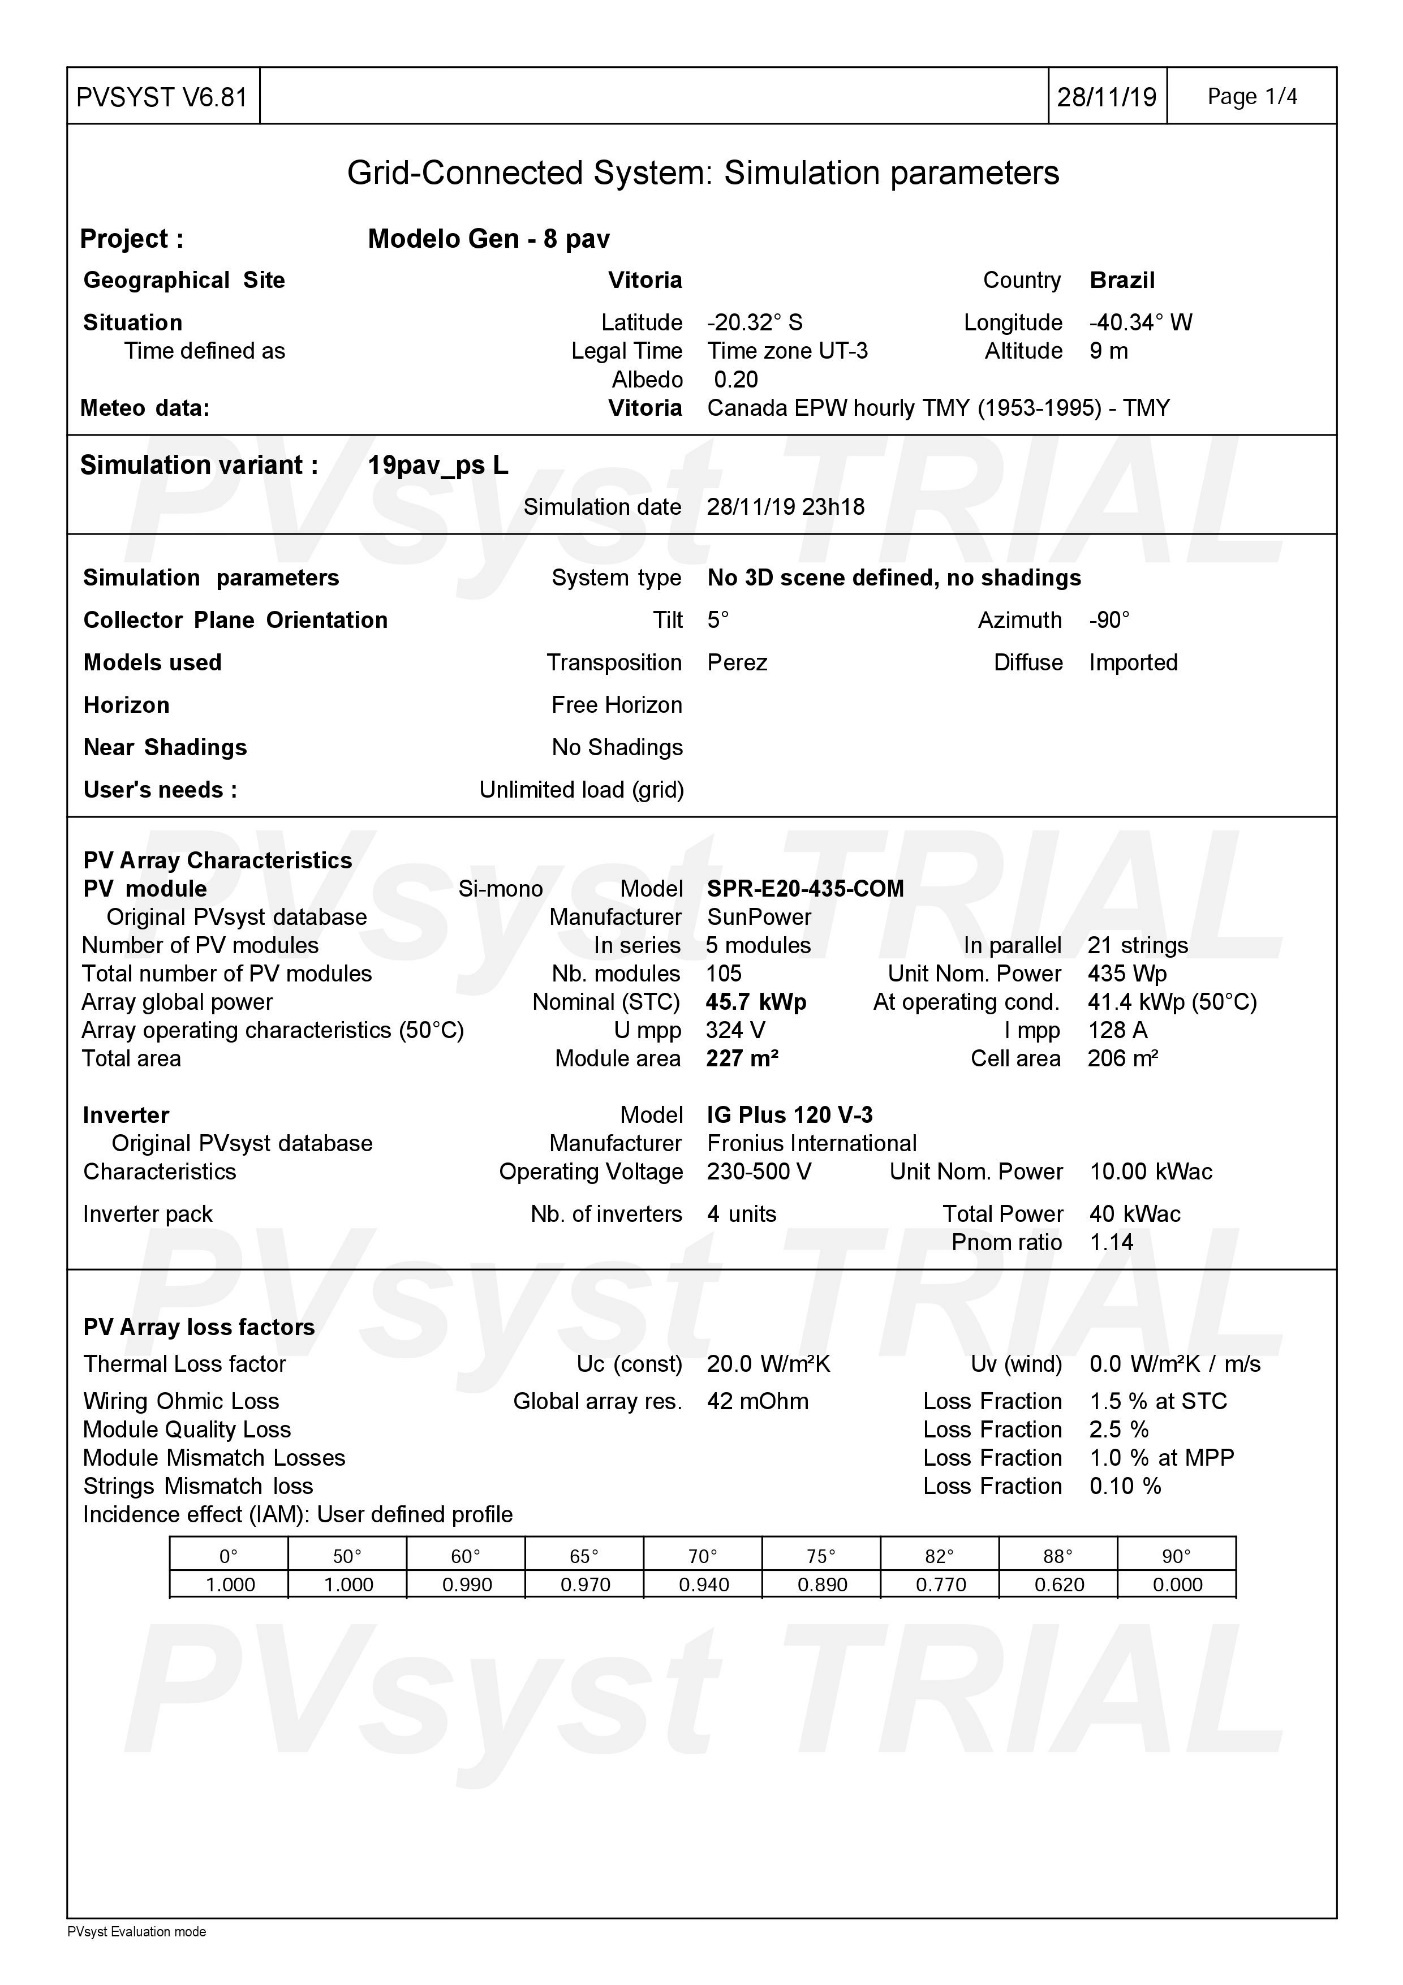 PVSYST V6.81 28/11/19 Page 1/4
Grid-Connected System: Simulation parameters
Project : Modelo Gen - 8 pav
Geographical Site Vitoria Country Brazil
Situation Latitude -20.32° S Longitude -40.34° W
Time defined as Legal Time Time zone UT-3 Altitude 9 m
Albedo 0.20
Meteo data: Vitoria Canada EPW hourly TMY (1953-1995) - TMY
PVsyst TRIAL
Simulation variant : 19pav_ps L
Simulation date 28/11/19 23h18
Simulation parameters System type No 3D scene defined, no shadings
Collector Plane Orientation Tilt 5° Azimuth -90°
Models used Transposition Perez Diffuse Imported
Horizon Free Horizon
Near Shadings No Shadings
User's needs : Unlimited load (grid)
PVsyst TRIAL
PV Array Characteristics
PV module Si-mono Model SPR-E20-435-COM
Original PVsyst database Manufacturer SunPower
Number of PV modules In series 5 modules In parallel 21 strings
Total number of PV modules Nb. modules 105 Unit Nom. Power 435 Wp
Array global power Nominal (STC) 45.7 kWp At operating cond. 41.4 kWp (50°C)
Array operating characteristics (50°C) U mpp 324 V I mpp 128 A
Total area Module area 227 m² Cell area 206 m²
Inverter Model IG Plus 120 V-3
Original PVsyst database Manufacturer Fronius International
Characteristics Operating Voltage 230-500 V Unit Nom. Power 10.00 kWac
Inverter pack Nb. of inverters 4 units Total Power 40 kWac
Pnom ratio 1.14
PVsyst TRIAL
PV Array loss factors
Thermal Loss factor Uc (const) 20.0 W/m²K Uv (wind) 0.0 W/m²K / m/s
Wiring Ohmic Loss Global array res. 42 mOhm Loss Fraction 1.5 % at STC
Module Quality Loss Loss Fraction 2.5 %
Module Mismatch Losses Loss Fraction 1.0 % at MPP
Strings Mismatch loss Loss Fraction 0.10 %
Incidence effect (IAM): User defined profile
0° 50° 60° 65° 70° 75° 82° 88° 90°
1.000 1.000 0.990 0.970 0.940 0.890 0.770 0.620 0.000
PVsyst TRIAL
PVsyst Evaluation mode